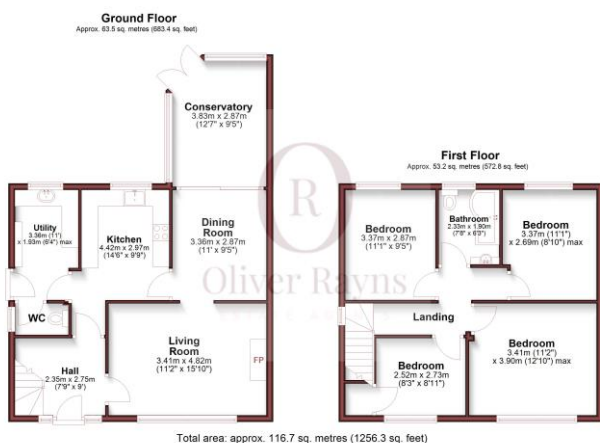 Ground Floor
Approx. 63.5 sq. metres (683.4 sq. feet)
Conservatory
3.83m x 2.87m
(12'7" x 9'5")
Utility
3.36m (11')
x 1.93m (6'4") max
Kitchen
4.42m x 2.97m
(14'6" x 9'9")
Dining
Room
3.36m x 2.87m
(11' x 9'5")
WC
Hall
2.35m x 2.75m
(7'9" x 9')
Living
Room
3.41m x 4.82m
(11'2" x 15'10")
FP
First Floor
Approx. 53.2 sq. metres (572.8 sq. feet)
Bedroom
3.37m x 2.87m
(11'1" x 9'5")
Bathroom
2.33m x 1.90m
(7'8" x 6'3")
Bedroom
3.37m (11'1")
x 2.69m (8'10") max
Landing
Bedroom
2.52m x 2.73m
(8'3" x 8'11")
Bedroom
3.41m (11'2")
x 3.90m (12'10") max
R
Oliver Rayns
Total area: approx. 116.7 sq. metres (1256.3 sq. feet)